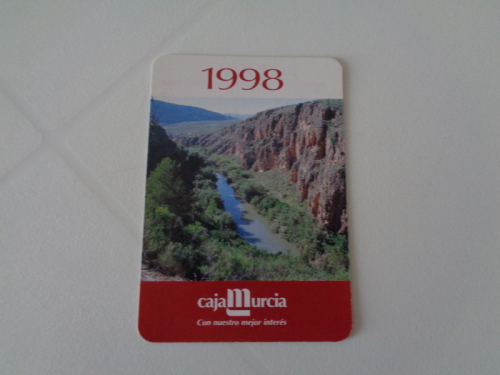 1998
cajaMurcia
Con nuestro mejor interés